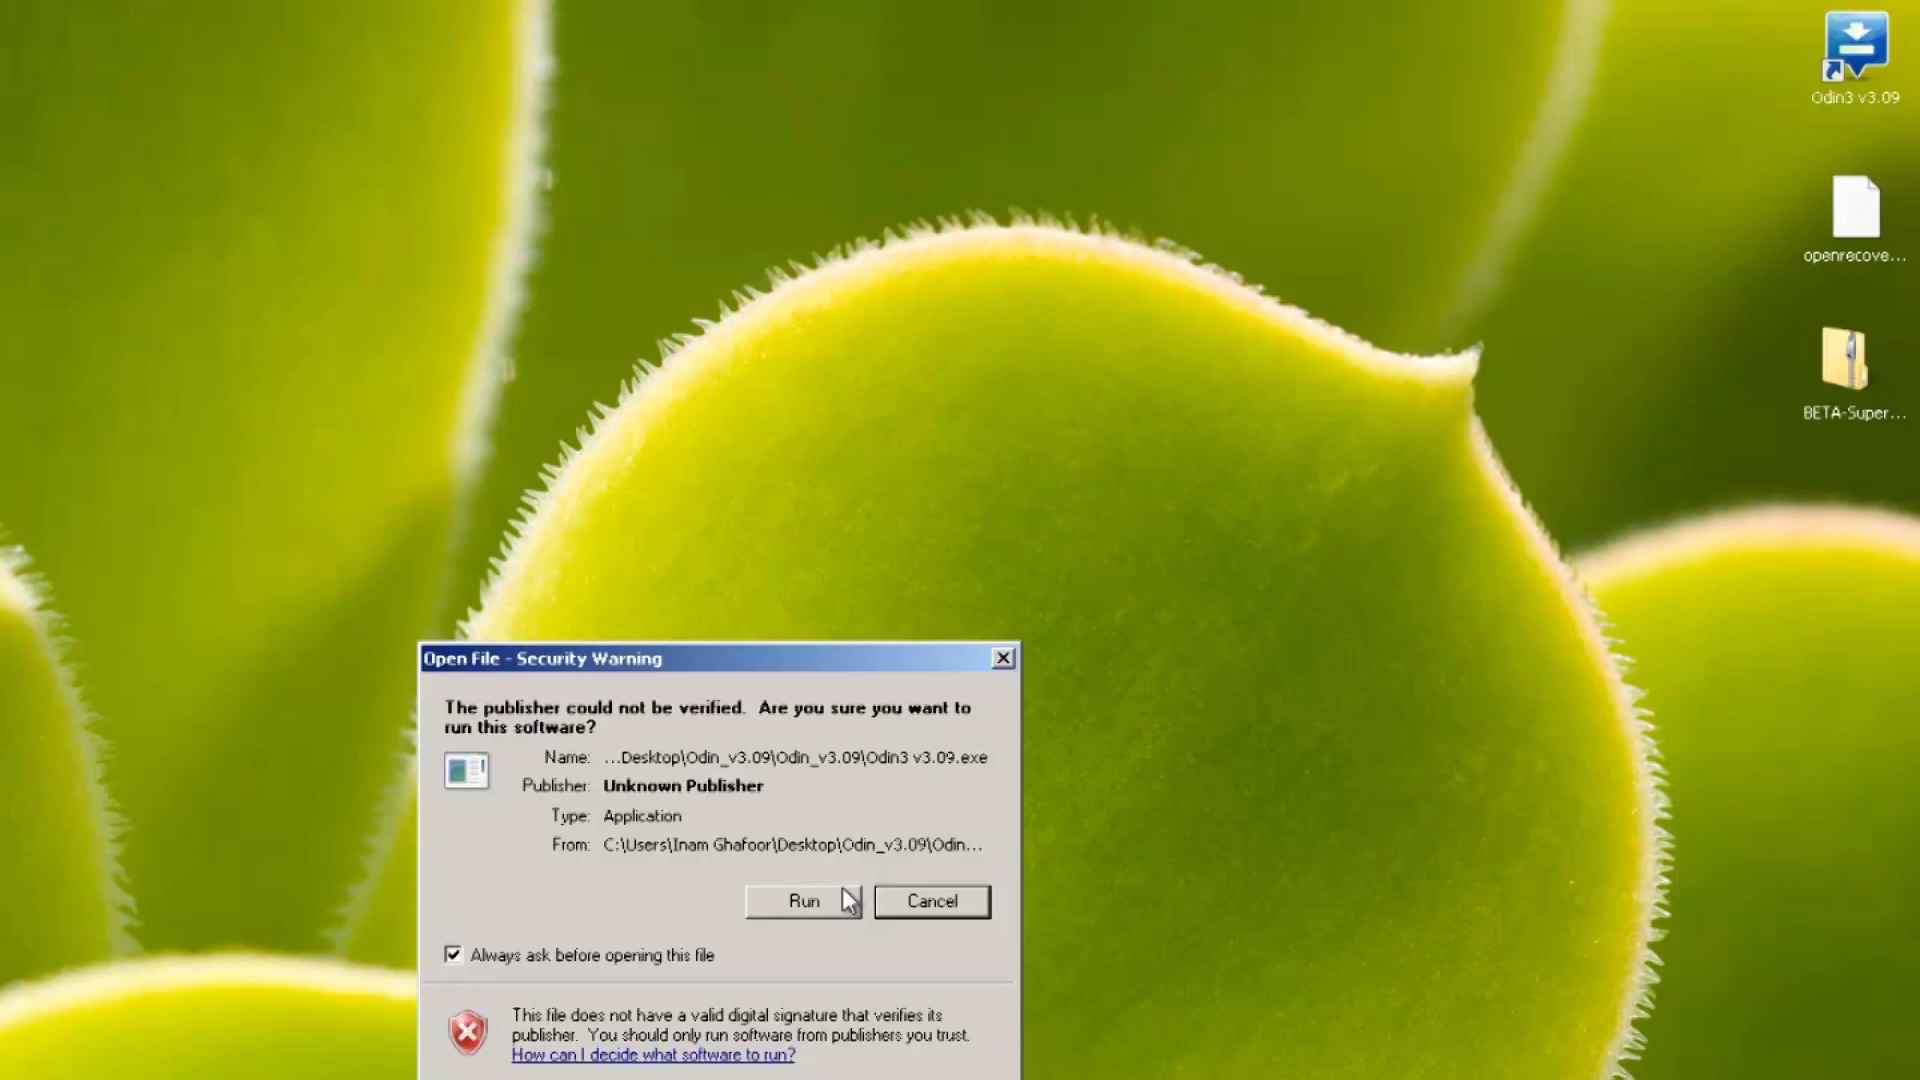 Odin3 v3.09
openrecove...
BETA-Super...
Open File - Security Warning
The publisher could not be verified. Are you sure you want to
run this software?
Name: ...Desktop\Odin_v3.09\Odin_v3.09\Odin3 v3.09.exe
Publisher: Unknown Publisher
Type: Application
From: C:\Users\Inam Ghafoor\Desktop\Odin_v3.09\Odin...
Run Cancel
Always ask before opening this file
This file does not have a valid digital signature that verifies its
publisher. You should only run software from publishers you trust.
How can I decide what software to run?